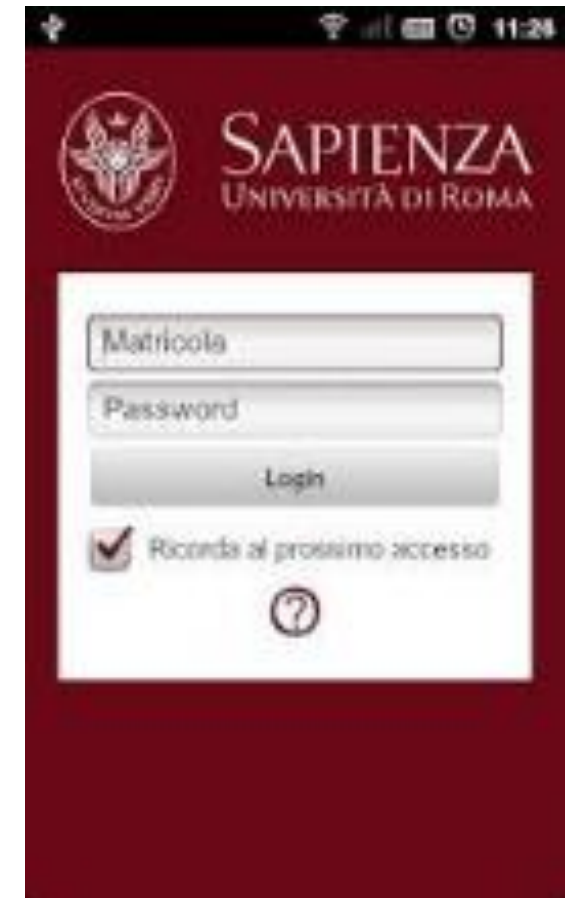 11:28
SAPIENZA
UNIVERSITÀ DI ROMA
Matricola
Password
Login
Ricorda al prossimo accesso
?